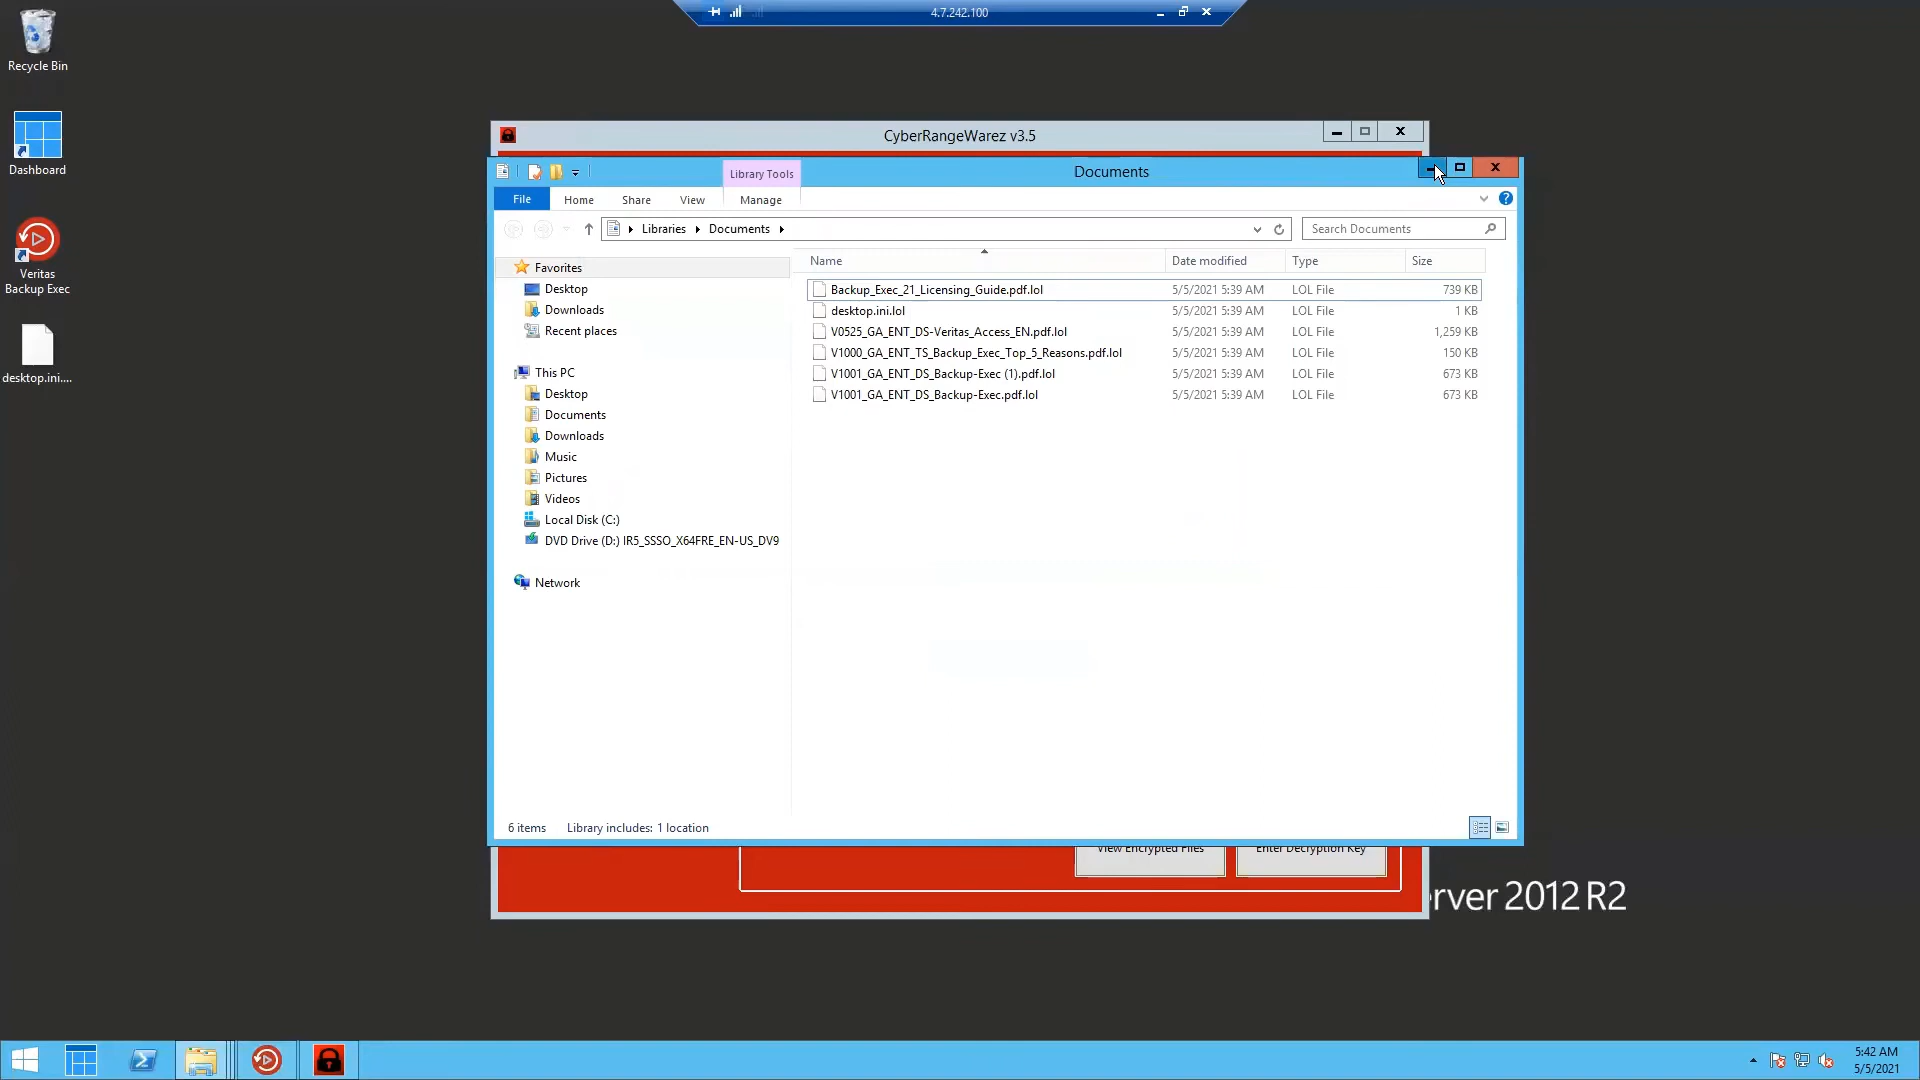 4.7.242.100
Recycle Bin
Dashboard
Veritas
Backup Exec
desktop.ini....
CyberRangeWarez v3.5
Library Tools
Documents
File Home Share View Manage
Libraries Documents
Search Documents
Favorites
Desktop
Downloads
Recent places
This PC
Desktop
Documents
Downloads
Music
Pictures
Videos
Local Disk (C:)
DVD Drive (D:) IR5_SSSO_X64FRE_EN-US_DV9
Network
Name Date modified Type Size
Backup_Exec_21_Licensing_Guide.pdf.lol 5/5/2021 5:39 AM LOL File 739 KB
desktop.ini.lol 5/5/2021 5:39 AM LOL File 1 KB
V0525_GA_ENT_DS-Veritas_Access_EN.pdf.lol 5/5/2021 5:39 AM LOL File 1,259 KB
V1000_GA_ENT_TS_Backup_Exec_Top_5_Reasons.pdf.lol 5/5/2021 5:39 AM LOL File 150 KB
V1001_GA_ENT_DS_Backup-Exec (1).pdf.lol 5/5/2021 5:39 AM LOL File 673 KB
V1001_GA_ENT_DS_Backup-Exec.pdf.lol 5/5/2021 5:39 AM LOL File 673 KB
6 items Library includes: 1 location
View Encrypted Files Enter Decryption Key
erver 2012 R2
5:42 AM
5/5/2021